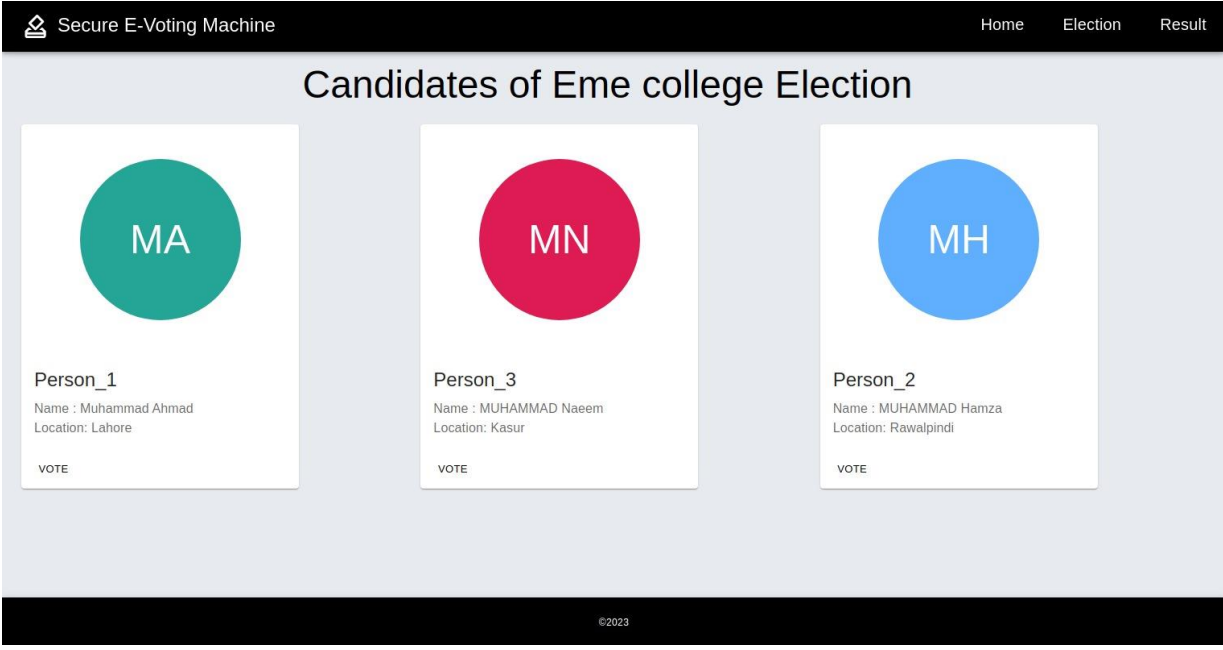 Secure E-Voting Machine
Home Election Result
Candidates of Eme college Election
MA
Person_1
Name : Muhammad Ahmad
Location: Lahore
VOTE
MN
Person_3
Name : MUHAMMAD Naeem
Location: Kasur
VOTE
MH
Person_2
Name : MUHAMMAD Hamza
Location: Rawalpindi
VOTE
©2023